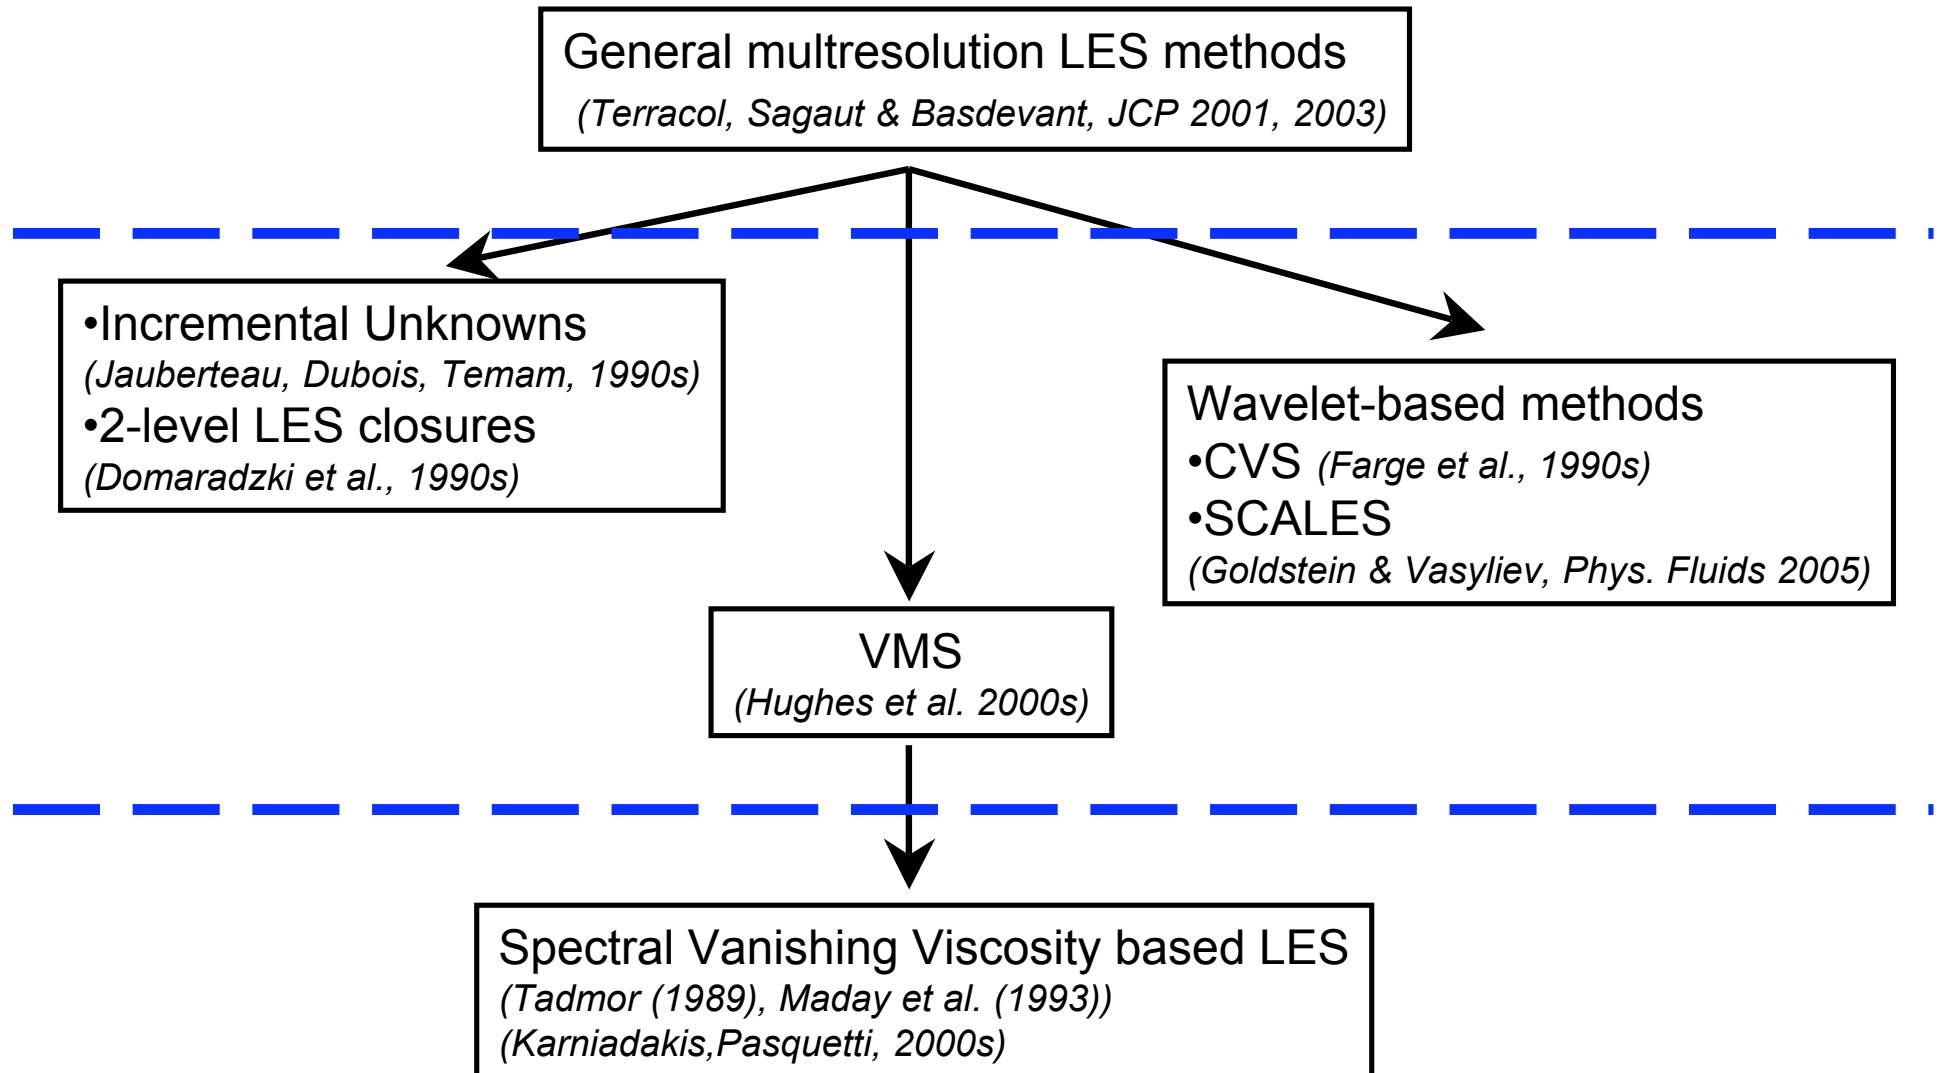 General multresolution LES methods
(Terracol, Sagaut & Basdevant, JCP 2001, 2003)
•Incremental Unknowns
(Jauberteau, Dubois, Temam, 1990s)
•2-level LES closures
(Domaradzki et al., 1990s)
Wavelet-based methods
•CVS (Farge et al., 1990s)
•SCALES
(Goldstein & Vasyliev, Phys. Fluids 2005)
VMS
(Hughes et al. 2000s)
Spectral Vanishing Viscosity based LES
(Tadmor (1989), Maday et al. (1993))
(Karniadakis,Pasquetti, 2000s)